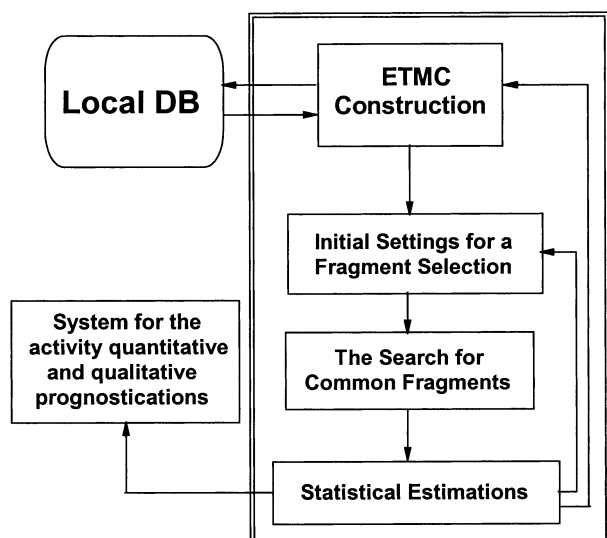 Local DB
ETMC
Construction
Initial Settings for a
Fragment Selection
System for the
activity quantitative
and qualitative
prognostications
The Search for
Common Fragments
Statistical Estimations